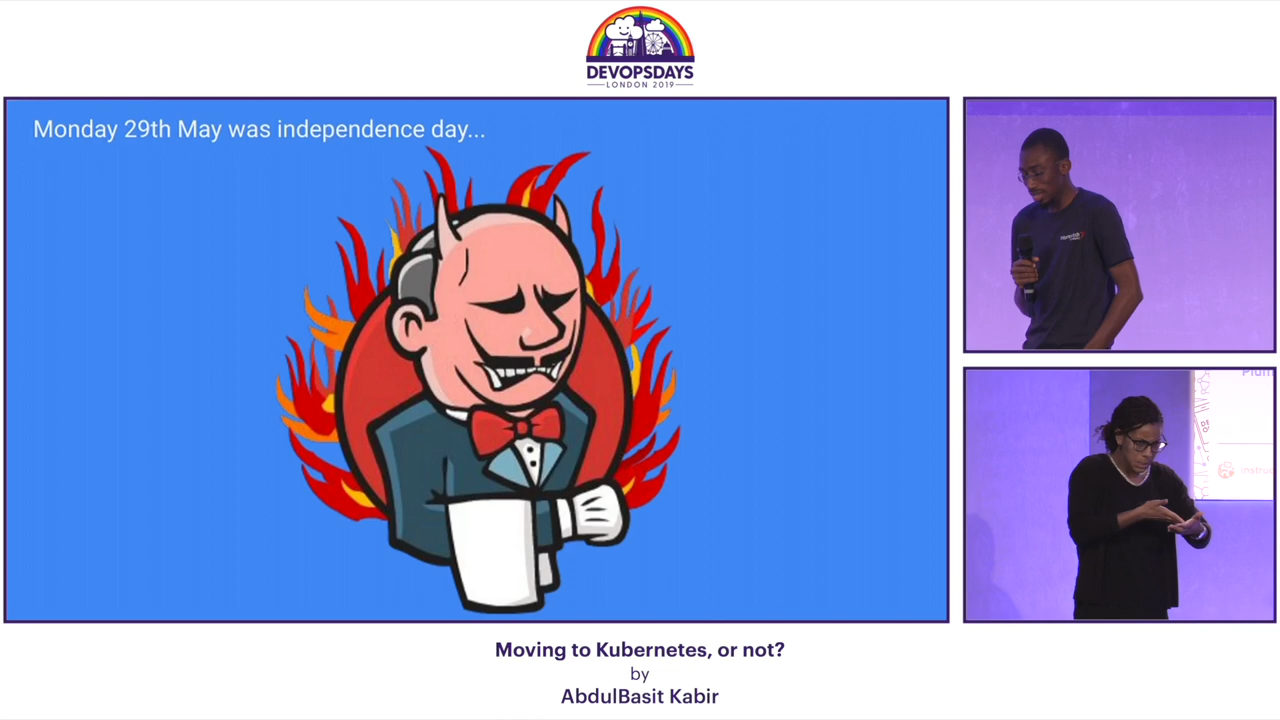 DEVOPSDAYS
LONDON 2019
Monday 29th May was independence day...
Moving to Kubernetes, or not?
by
AbdulBasit Kabir